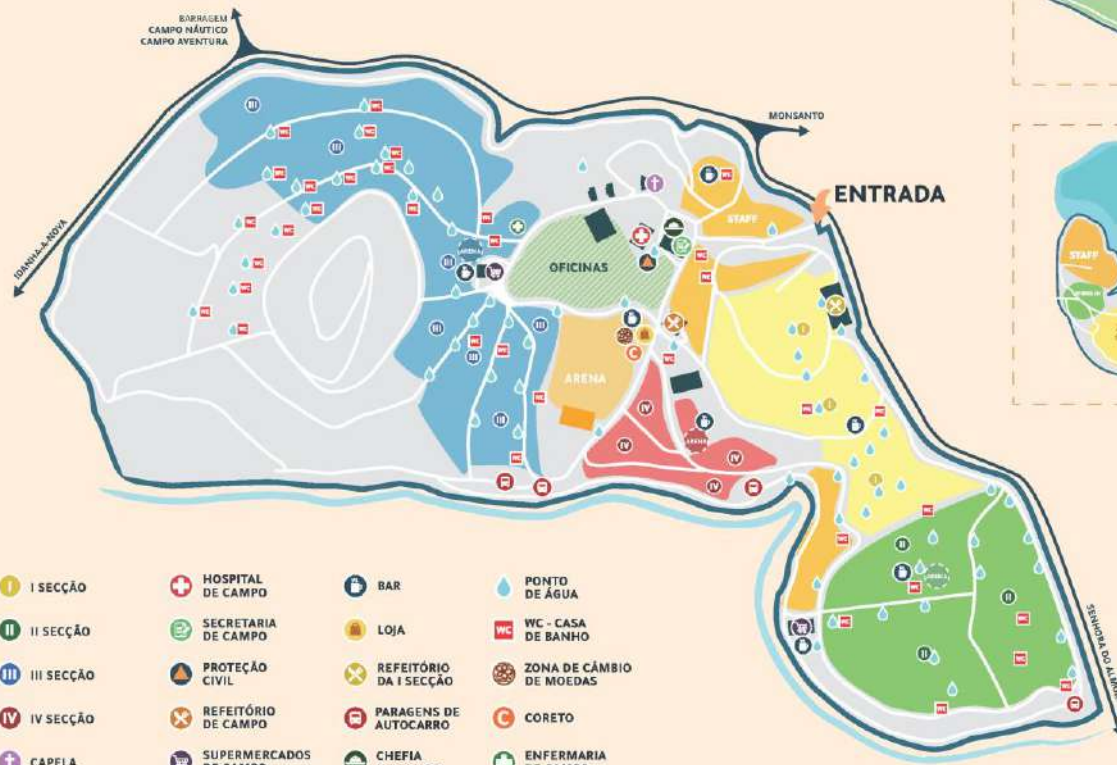 BARRAGEM
CAMPO NÁUTICO
CAMPO AVENTURA
MONSANTO
ENTRADA
IDANHA-A-NOVA
STAFF
OFICINAS
ARENA
ARENA
ARENA
STAFF
SENHORA DO
I SECÇÃO
II SECÇÃO
III SECÇÃO
IV SECÇÃO
CAPELA
HOSPITAL
DE CAMPO
SECRETARIA
DE CAMPO
PROTEÇÃO
CIVIL
REFEITÓRIO
DE CAMPO
SUPERMERCADOS
BAR
LOJA
REFEITÓRIO
DA I SECÇÃO
PARAGENS DE
AUTOCARRO
CHEFIA
PONTO
DE ÁGUA
WC
WC - CASA
DE BANHO
ZONA DE CÂMBIO
DE MOEDAS
CORETO
ENFERMARIA